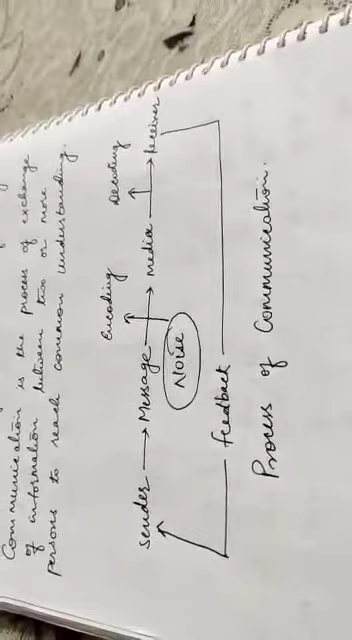 Communication is the process of exchange
of information between two or more
persons to reach common understanding.
Encoding Decoding
Sender Message Media Receiver
Noise
feedback
Process of Communication.